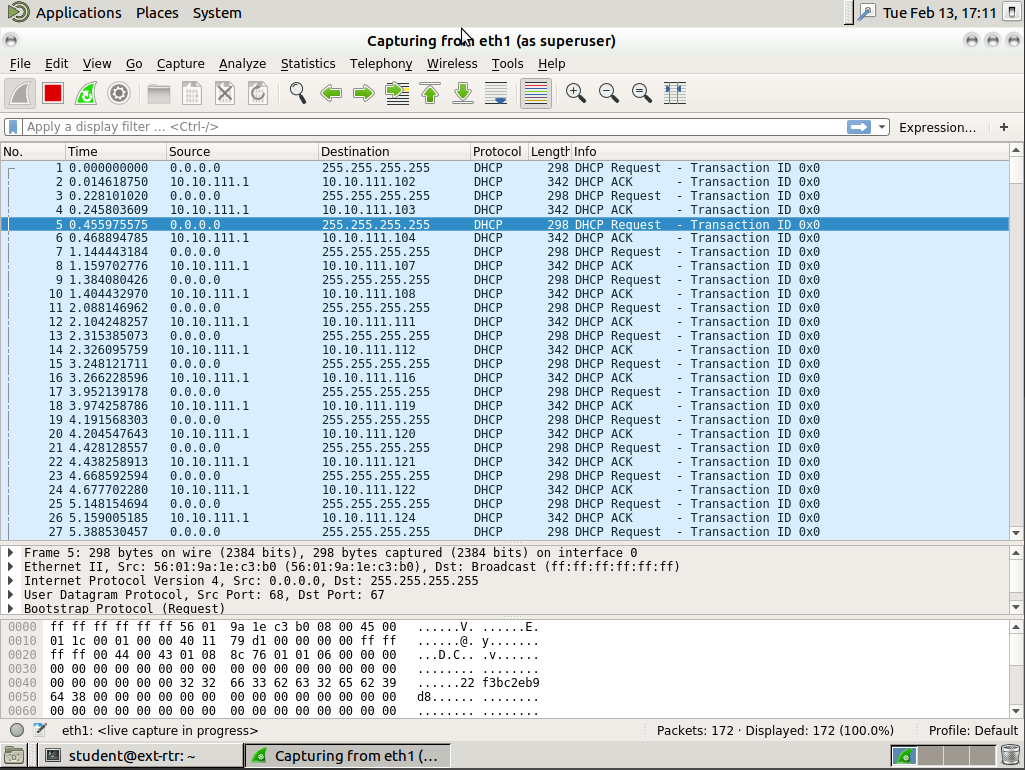 Applications Places System Tue Feb 13, 17:11
Capturing from eth1 (as superuser)
File Edit View Go Capture Analyze Statistics Telephony Wireless Tools Help
Apply a display filter ... <Ctrl-/> Expression... +
No. Time Source Destination Protocol Length Info
1 0.000000000 0.0.0.0 255.255.255.255 DHCP 298 DHCP Request - Transaction ID 0x0
2 0.014618750 10.10.111.1 10.10.111.102 DHCP 342 DHCP ACK - Transaction ID 0x0
3 0.228101020 0.0.0.0 255.255.255.255 DHCP 298 DHCP Request - Transaction ID 0x0
4 0.245803609 10.10.111.1 10.10.111.103 DHCP 342 DHCP ACK - Transaction ID 0x0
5 0.455975575 0.0.0.0 255.255.255.255 DHCP 298 DHCP Request - Transaction ID 0x0
6 0.468894785 10.10.111.1 10.10.111.104 DHCP 342 DHCP ACK - Transaction ID 0x0
7 1.144443184 0.0.0.0 255.255.255.255 DHCP 298 DHCP Request - Transaction ID 0x0
8 1.159702776 10.10.111.1 10.10.111.107 DHCP 342 DHCP ACK - Transaction ID 0x0
9 1.384080426 0.0.0.0 255.255.255.255 DHCP 298 DHCP Request - Transaction ID 0x0
10 1.404432970 10.10.111.1 10.10.111.108 DHCP 342 DHCP ACK - Transaction ID 0x0
11 2.088146962 0.0.0.0 255.255.255.255 DHCP 298 DHCP Request - Transaction ID 0x0
12 2.104248257 10.10.111.1 10.10.111.111 DHCP 342 DHCP ACK - Transaction ID 0x0
13 2.315385073 0.0.0.0 255.255.255.255 DHCP 298 DHCP Request - Transaction ID 0x0
14 2.326095759 10.10.111.1 10.10.111.112 DHCP 342 DHCP ACK - Transaction ID 0x0
15 3.248121711 0.0.0.0 255.255.255.255 DHCP 298 DHCP Request - Transaction ID 0x0
16 3.266228596 10.10.111.1 10.10.111.116 DHCP 342 DHCP ACK - Transaction ID 0x0
17 3.952139178 0.0.0.0 255.255.255.255 DHCP 298 DHCP Request - Transaction ID 0x0
18 3.974258786 10.10.111.1 10.10.111.119 DHCP 342 DHCP ACK - Transaction ID 0x0
19 4.191568303 0.0.0.0 255.255.255.255 DHCP 298 DHCP Request - Transaction ID 0x0
20 4.204547643 10.10.111.1 10.10.111.120 DHCP 342 DHCP ACK - Transaction ID 0x0
21 4.428128557 0.0.0.0 255.255.255.255 DHCP 298 DHCP Request - Transaction ID 0x0
22 4.438258913 10.10.111.1 10.10.111.121 DHCP 342 DHCP ACK - Transaction ID 0x0
23 4.668592594 0.0.0.0 255.255.255.255 DHCP 298 DHCP Request - Transaction ID 0x0
24 4.677702280 10.10.111.1 10.10.111.122 DHCP 342 DHCP ACK - Transaction ID 0x0
25 5.148154694 0.0.0.0 255.255.255.255 DHCP 298 DHCP Request - Transaction ID 0x0
26 5.159005185 10.10.111.1 10.10.111.124 DHCP 342 DHCP ACK - Transaction ID 0x0
27 5.388530457 0.0.0.0 255.255.255.255 DHCP 298 DHCP Request - Transaction ID 0x0
Frame 5: 298 bytes on wire (2384 bits), 298 bytes captured (2384 bits) on interface 0
Ethernet II, Src: 56:01:9a:1e:c3:b0 (56:01:9a:1e:c3:b0), Dst: Broadcast (ff:ff:ff:ff:ff:ff)
Internet Protocol Version 4, Src: 0.0.0.0, Dst: 255.255.255.255
User Datagram Protocol, Src Port: 68, Dst Port: 67
Bootstrap Protocol (Request)
0000 ff ff ff ff ff ff 56 01 9a 1e c3 b0 08 00 45 00 ......V. ......E.
0010 01 1c 00 01 00 00 40 11 79 d1 00 00 00 00 ff ff ......@. y.......
0020 ff ff 00 44 00 43 01 08 8c 76 01 01 06 00 00 00 ...D.C.. .v......
0030 00 00 00 00 00 00 00 00 00 00 00 00 00 00 00 00 ........ ........
0040 00 00 00 00 00 00 32 32 66 33 62 63 32 65 62 39 ......22 f3bc2eb9
0050 64 38 00 00 00 00 00 00 00 00 00 00 00 00 00 00 d8...... ........
0060 00 00 00 00 00 00 00 00 00 00 00 00 00 00 00 00 ........ ........
eth1: <live capture in progress> Packets: 172 · Displayed: 172 (100.0%) Profile: Default
student@ext-rtr: ~ Capturing from eth1 (...